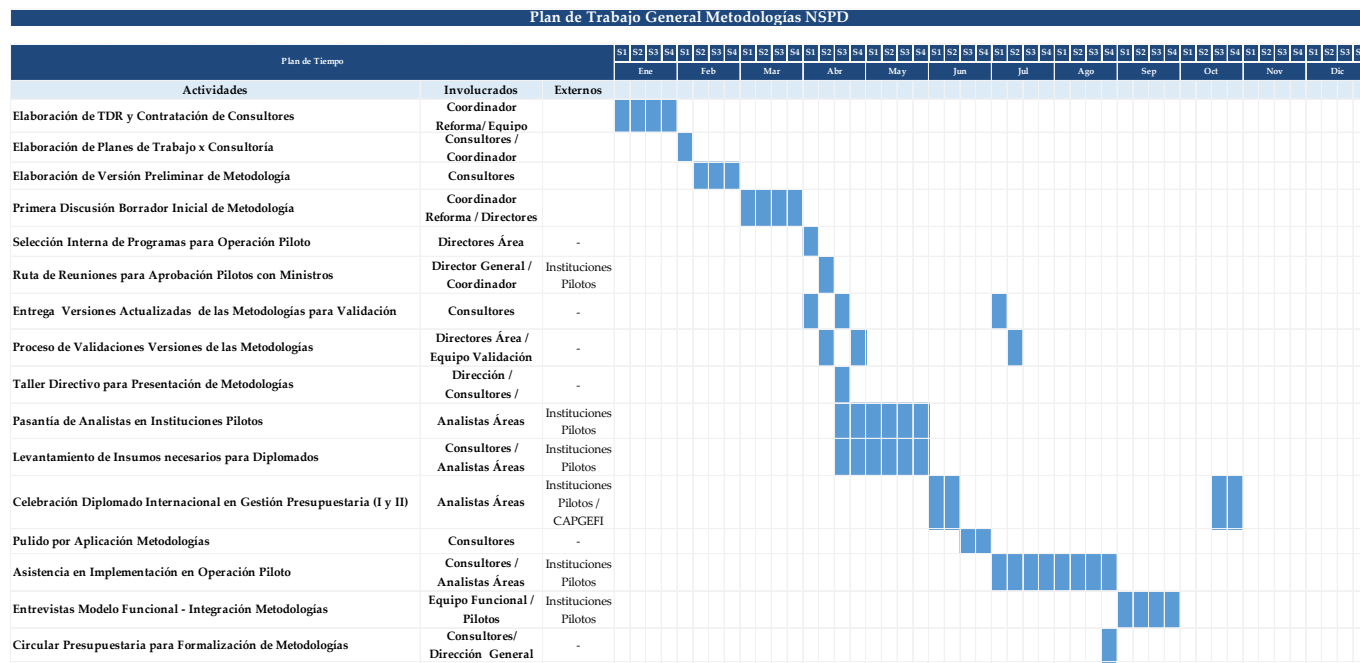 Plan de Trabajo General Metodologías NSPD
S1 S2 S3 S4 S1 S2 S3 S4 S1 S2 S3 S4 S1 S2 S3 S4 S1 S2 S3 S4 S1 S2 S3 S4 S1 S2 S3 S4 S1 S2 S3 S4 S1 S2 S3 S4 S1 S2 S3 S4 S1 S2 S3 S4 S1 S2 S3
Plan de Tiempo
Ene Feb Mar Abr May Jun Jul Ago Sep Oct Nov Dic
Actividades Involucrados Externos
Elaboración de TDR y Contratación de Consultores
Coordinador
Reforma/ Equipo
Elaboración de Planes de Trabajo x Consultoría
Consultores /
Coordinador
Elaboración de Versión Preliminar de Metodología
Consultores
Primera Discusión Borrador Inicial de Metodología
Coordinador
Reforma / Directores
Selección Interna de Programas para Operación Piloto
Directores Área
-
Ruta de Reuniones para Aprobación Pilotos con Ministros
Director General /
Coordinador
Instituciones
Pilotos
Entrega Versiones Actualizadas de las Metodologías para Validación
Consultores
-
Proceso de Validaciones Versiones de las Metodologías
Directores Área /
Equipo Validación
-
Taller Directivo para Presentación de Metodologías
Dirección /
Consultores /
-
Pasantía de Analistas en Instituciones Pilotos
Analistas Áreas
Instituciones
Pilotos
Levantamiento de Insumos necesarios para Diplomados
Consultores /
Analistas Áreas
Instituciones
Pilotos
Celebración Diplomado Internacional en Gestión Presupuestaria (I y II)
Analistas Áreas
Instituciones
Pilotos /
CAPGEFI
Pulido por Aplicación Metodologías
Consultores
-
Asistencia en Implementación en Operación Piloto
Consultores /
Analistas Áreas
Instituciones
Pilotos
Entrevistas Modelo Funcional - Integración Metodologías
Equipo Funcional /
Pilotos
Instituciones
Pilotos
Circular Presupuestaria para Formalización de Metodologías
Consultores/
Dirección General
-